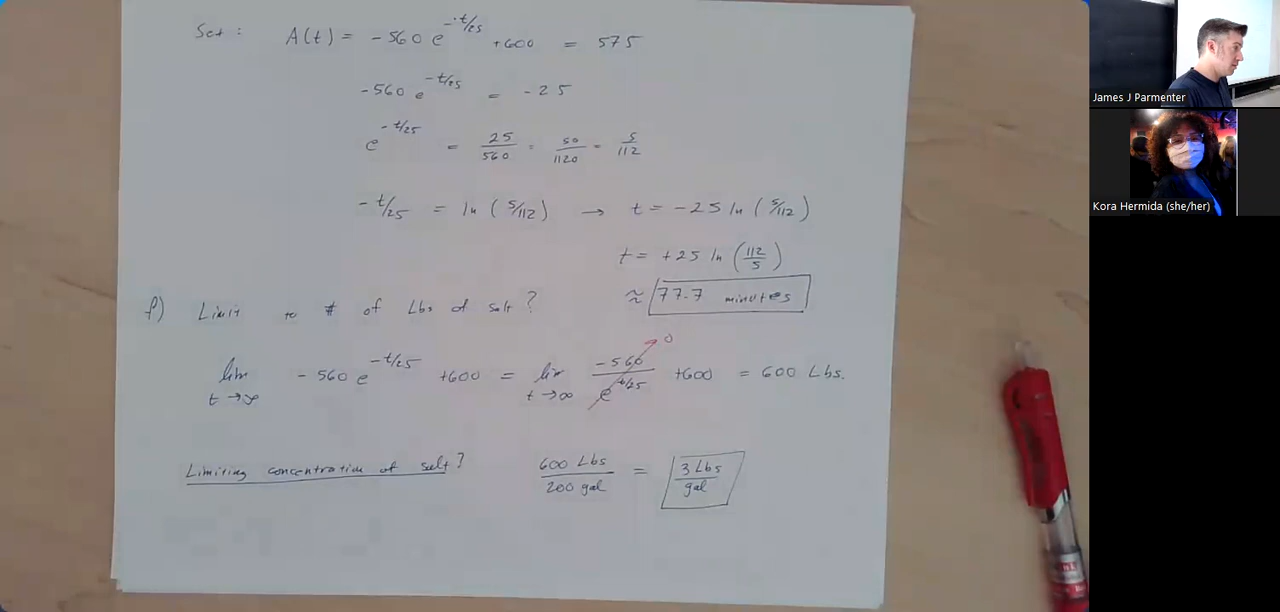 Set : A(t) = -560 e^{-t/25} +600 = 575
-560 e^{-t/25} = -25
e^{-t/25} = 25/560 = 50/1120 = 5/112
-t/25 = ln (5/112) → t = -25 ln (5/112)
t = +25 ln (112/5)
≈ 77.7 minutes
f) Limit to # of Lbs of salt?
lim t→∞ -560 e^{-t/25} +600 = lim t→∞ -560/e^{t/25} → 0 +600 = 600 Lbs.
Limiting concentration of salt? 600 Lbs/200 gal = 3 Lbs/gal
James J Parmenter
Kora Hermida (she/her)